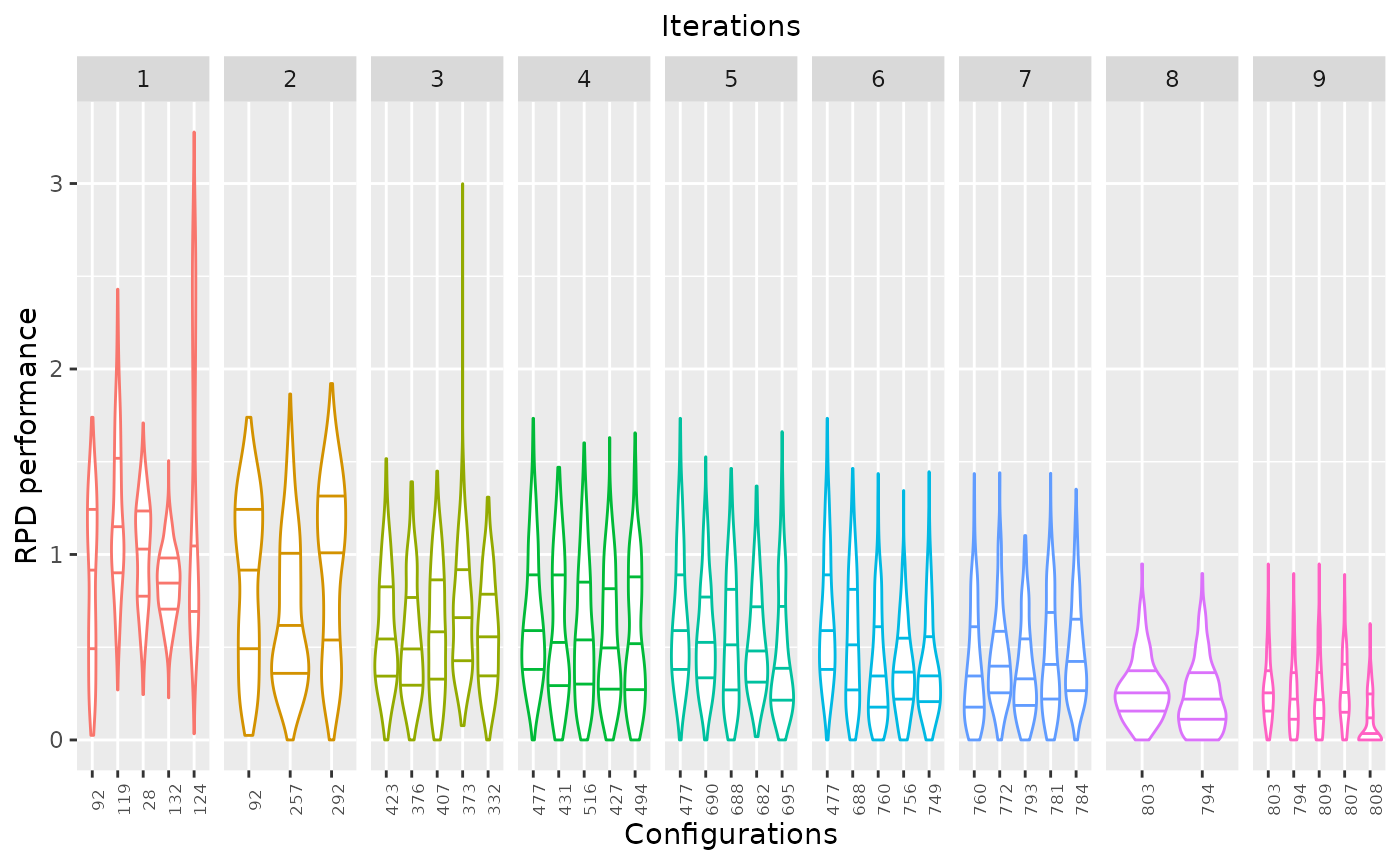 Iterations
1 2 3 4 5 6 7 8 9
RPD performance
3
2
1
0
92 119 28 132 124 92 257 292 423 376 407 373 332 477 431 516 427 494 477 690 688 682 695 477 688 760 756 749 760 772 793 781 784 803 794 803 794 809 807 808
Configurations